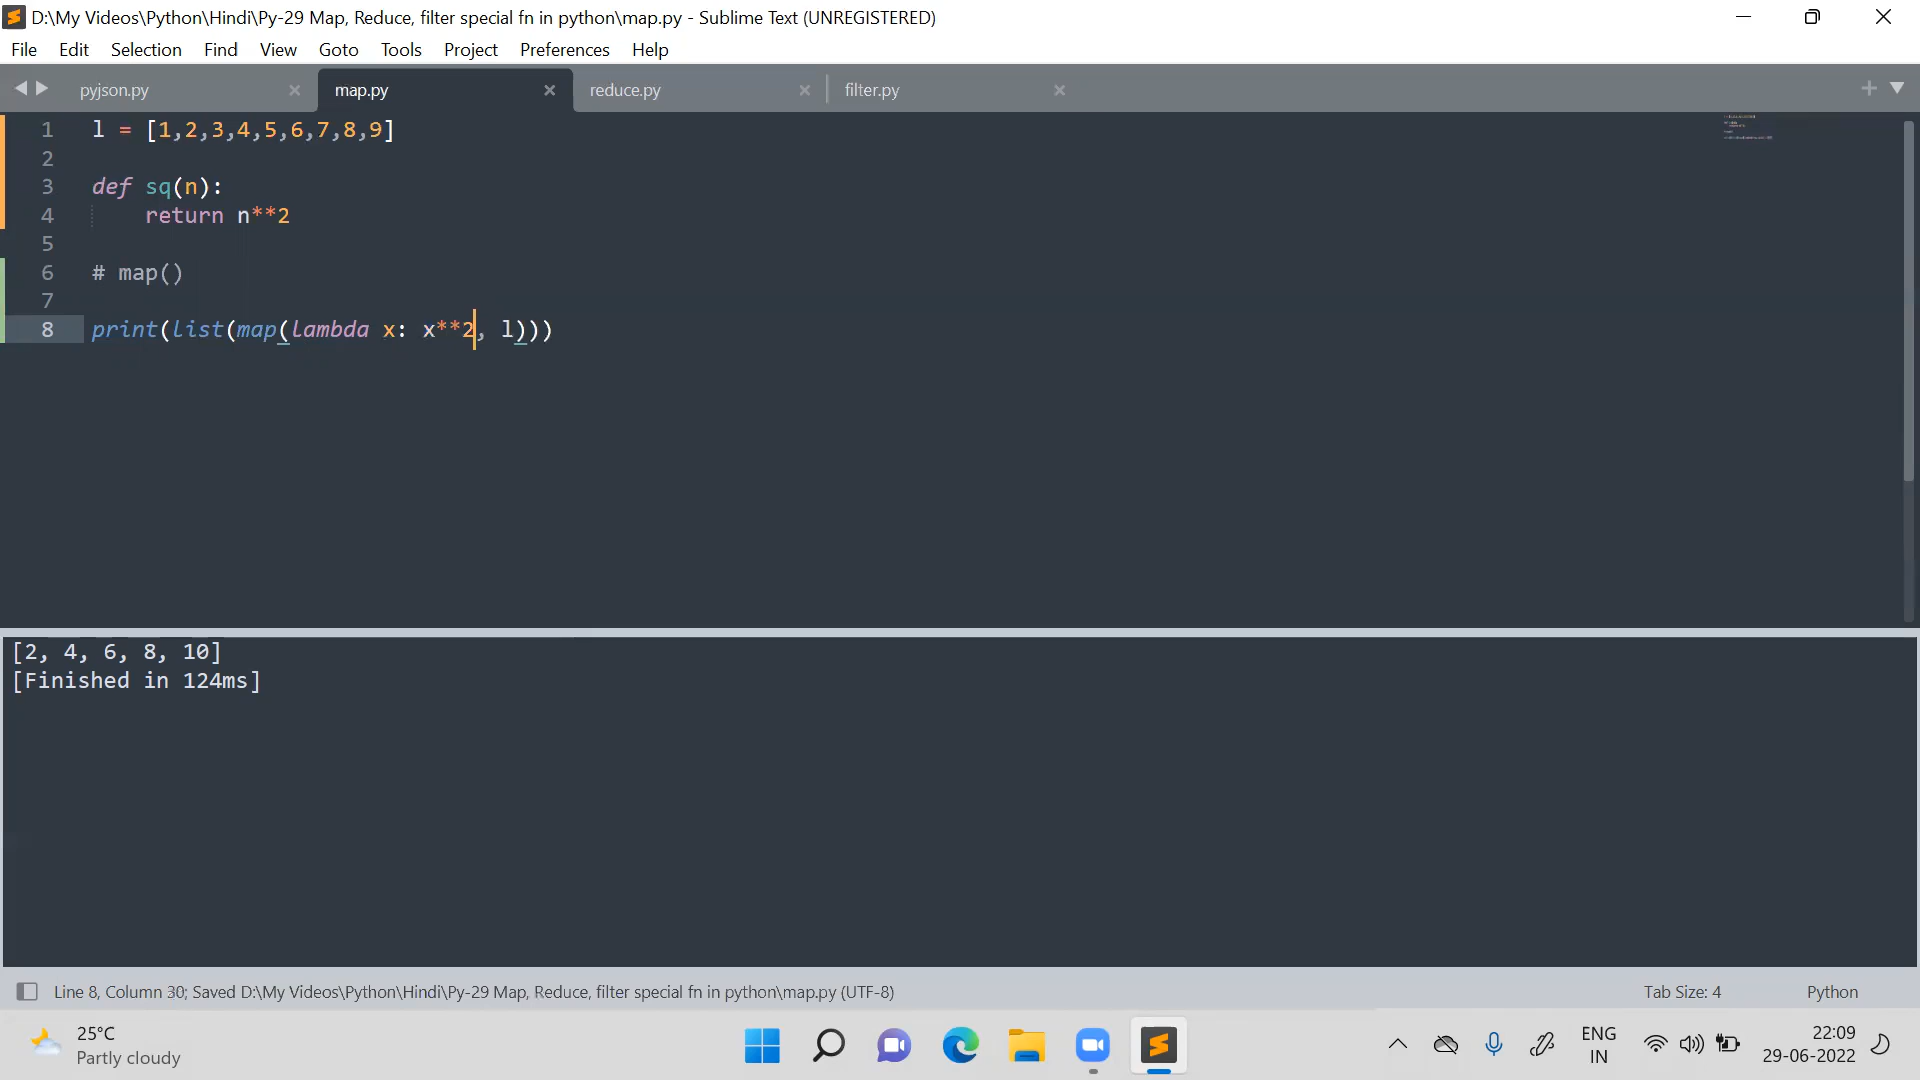 D:\My Videos\Python\Hindi\Py-29 Map, Reduce, filter special fn in python\map.py - Sublime Text (UNREGISTERED)
File Edit Selection Find View Goto Tools Project Preferences Help
pyjson.py map.py reduce.py filter.py
1 l = [1,2,3,4,5,6,7,8,9]
2
3 def sq(n):
4     return n**2
5
6 # map()
7
8 print(list(map(lambda x: x**2, l)))
[2, 4, 6, 8, 10]
[Finished in 124ms]
Line 8, Column 30; Saved D:\My Videos\Python\Hindi\Py-29 Map, Reduce, filter special fn in python\map.py (UTF-8) Tab Size: 4 Python
25°C
Partly cloudy
ENG
IN
22:09
29-06-2022